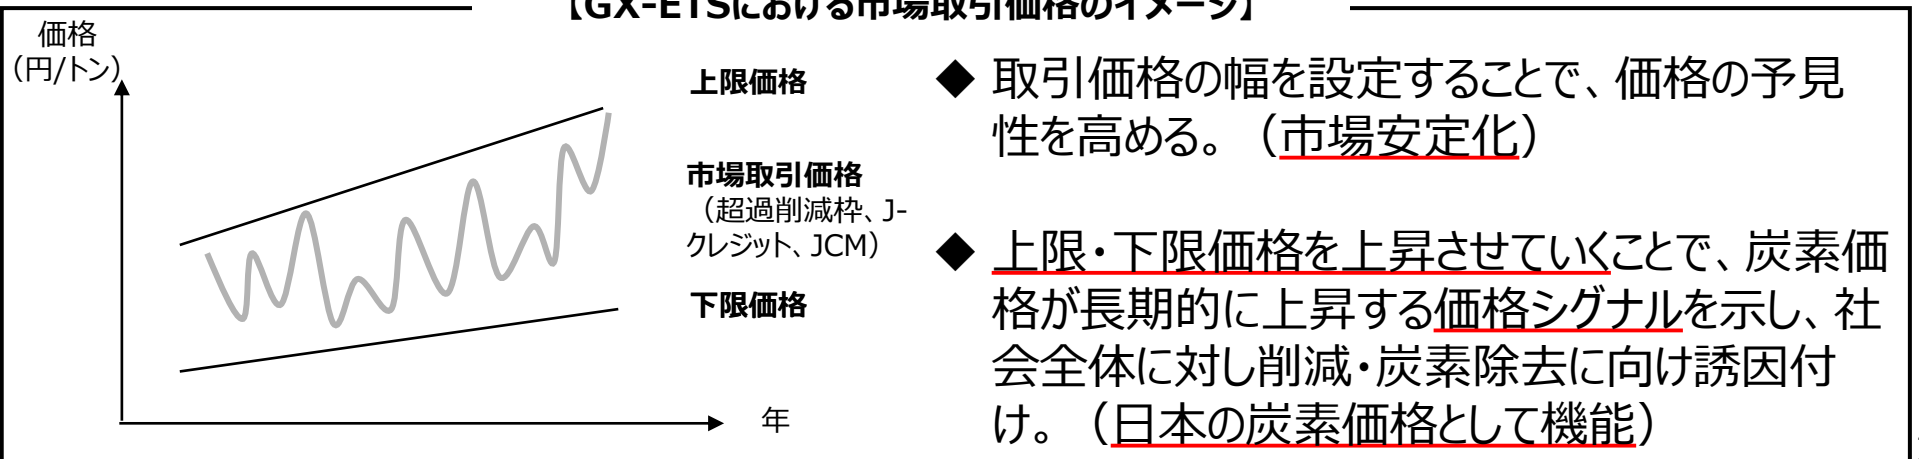 【GX-ETSにおける市場取引価格のイメージ】
価格
（円/トン）
上限価格
市場取引価格
（超過削減枠、J-
クレジット、JCM）
下限価格
年
◆ 取引価格の幅を設定することで、価格の予見
性を高める。（市場安定化）
◆ 上限・下限価格を上昇させていくことで、炭素価
格が長期的に上昇する価格シグナルを示し、社
会全体に対し削減・炭素除去に向け誘因付
け。（日本の炭素価格として機能）